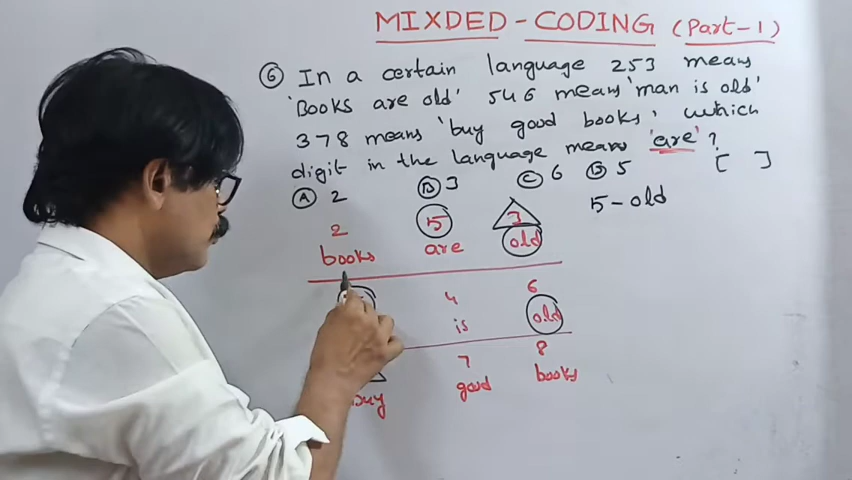 MIXDED - CODING (Part-1)
⑥ In a certain language 253 means
'Books are old' 546 means 'man is old'
378 means 'buy good books', which
digit in the language means 'are' ? [ ]
Ⓐ 2 Ⓑ 3 Ⓒ 6 Ⓓ 5
5-old
2 5 3
books are old
4 6
is old
7 8
buy good books